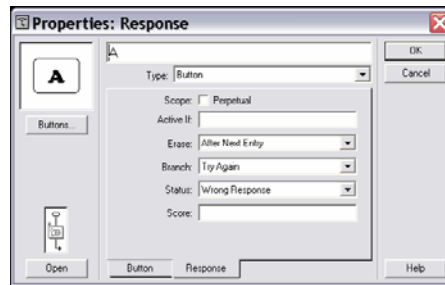 Properties: Response
A
A
Type: Button
OK
Cancel
Buttons...
Scope: Perpetual
Active If:
Erase: After Next Entry
Branch: Try Again
Status: Wrong Response
Score:
Open
Button
Response
Help